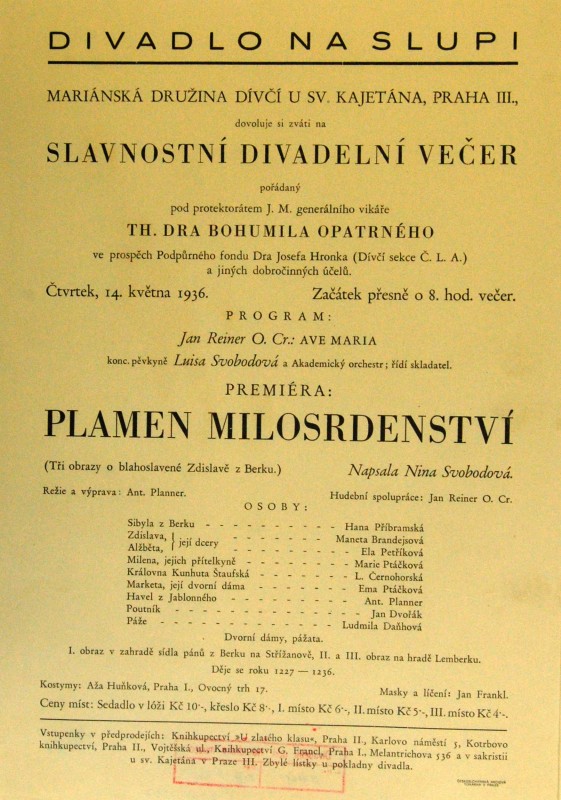 DIVADLO NA SLUPI
MARIÁNSKÁ DRUŽINA DÍVČÍ U SV. KAJETÁNA, PRAHA III.,
dovoluje si zváti na
SLAVNOSTNÍ DIVADELNÍ VEČER
pořádaný
pod protektorátem J. M. generálního vikáře
TH. DRA BOHUMILA OPATRNÉHO
ve prospěch Podpůrného fondu Dra Josefa Hronka (Dívčí sekce Č. L. A.)
a jiných dobročinných účelů.
Čtvrtek, 14. května 1936. Začátek přesně o 8. hod. večer.
PROGRAM:
Jan Reiner O. Cr.: AVE MARIA
konc. pěvkyně Luisa Svobodová a Akademický orchestr; řídí skladatel.
PREMIÉRA:
PLAMEN MILOSRDENSTVÍ
(Tři obrazy o blahoslavené Zdislavě z Berku.) Napsala Nina Svobodová.
Režie a výprava: Ant. Planner. Hudební spolupráce: Jan Reiner O. Cr.
OSOBY:
Sibyla z Berku - - - - - - - - - Hana Příbramská
Zdislava, } její dcery - - - - - - - - Maneta Brandejsová
Alžběta, - - - - - - - - Ela Petříková
Milena, jejich přítelkyně - - - - - - - Marie Ptáčková
Královna Kunhuta Štaufská - - - - - - L. Černohorská
Marketa, její dvorní dáma - - - - - - Ema Ptáčková
Havel z Jablonného - - - - - - - - Ant. Planner
Poutník - - - - - - - - - - - Jan Dvořák
Páže - - - - - - - - - - - Ludmila Daňhová
Dvorní dámy, pážata.
I. obraz v zahradě sídla pánů z Berku na Střížanově, II. a III. obraz na hradě Lemberku.
Děje se roku 1227 — 1236.
Kostymy: Aža Huňková, Praha I., Ovocný trh 17. Masky a líčení: Jan Frankl.
Ceny míst: Sedadlo v lóži Kč 10·-, křeslo Kč 8·-, I. místo Kč 6·-, II. místo Kč 5·-, III. místo Kč 4·-.
Vstupenky v předprodejích: Knihkupectví »U zlatého klasu«, Praha II., Karlovo náměstí 5, Kotrbovo
knihkupectví, Praha II., Vojtěšská ul., Knihkupectví G. Francl, Praha I., Melantrichova 536 a v sakristii
u sv. Kajetána v Praze III. Zbylé lístky u pokladny divadla.